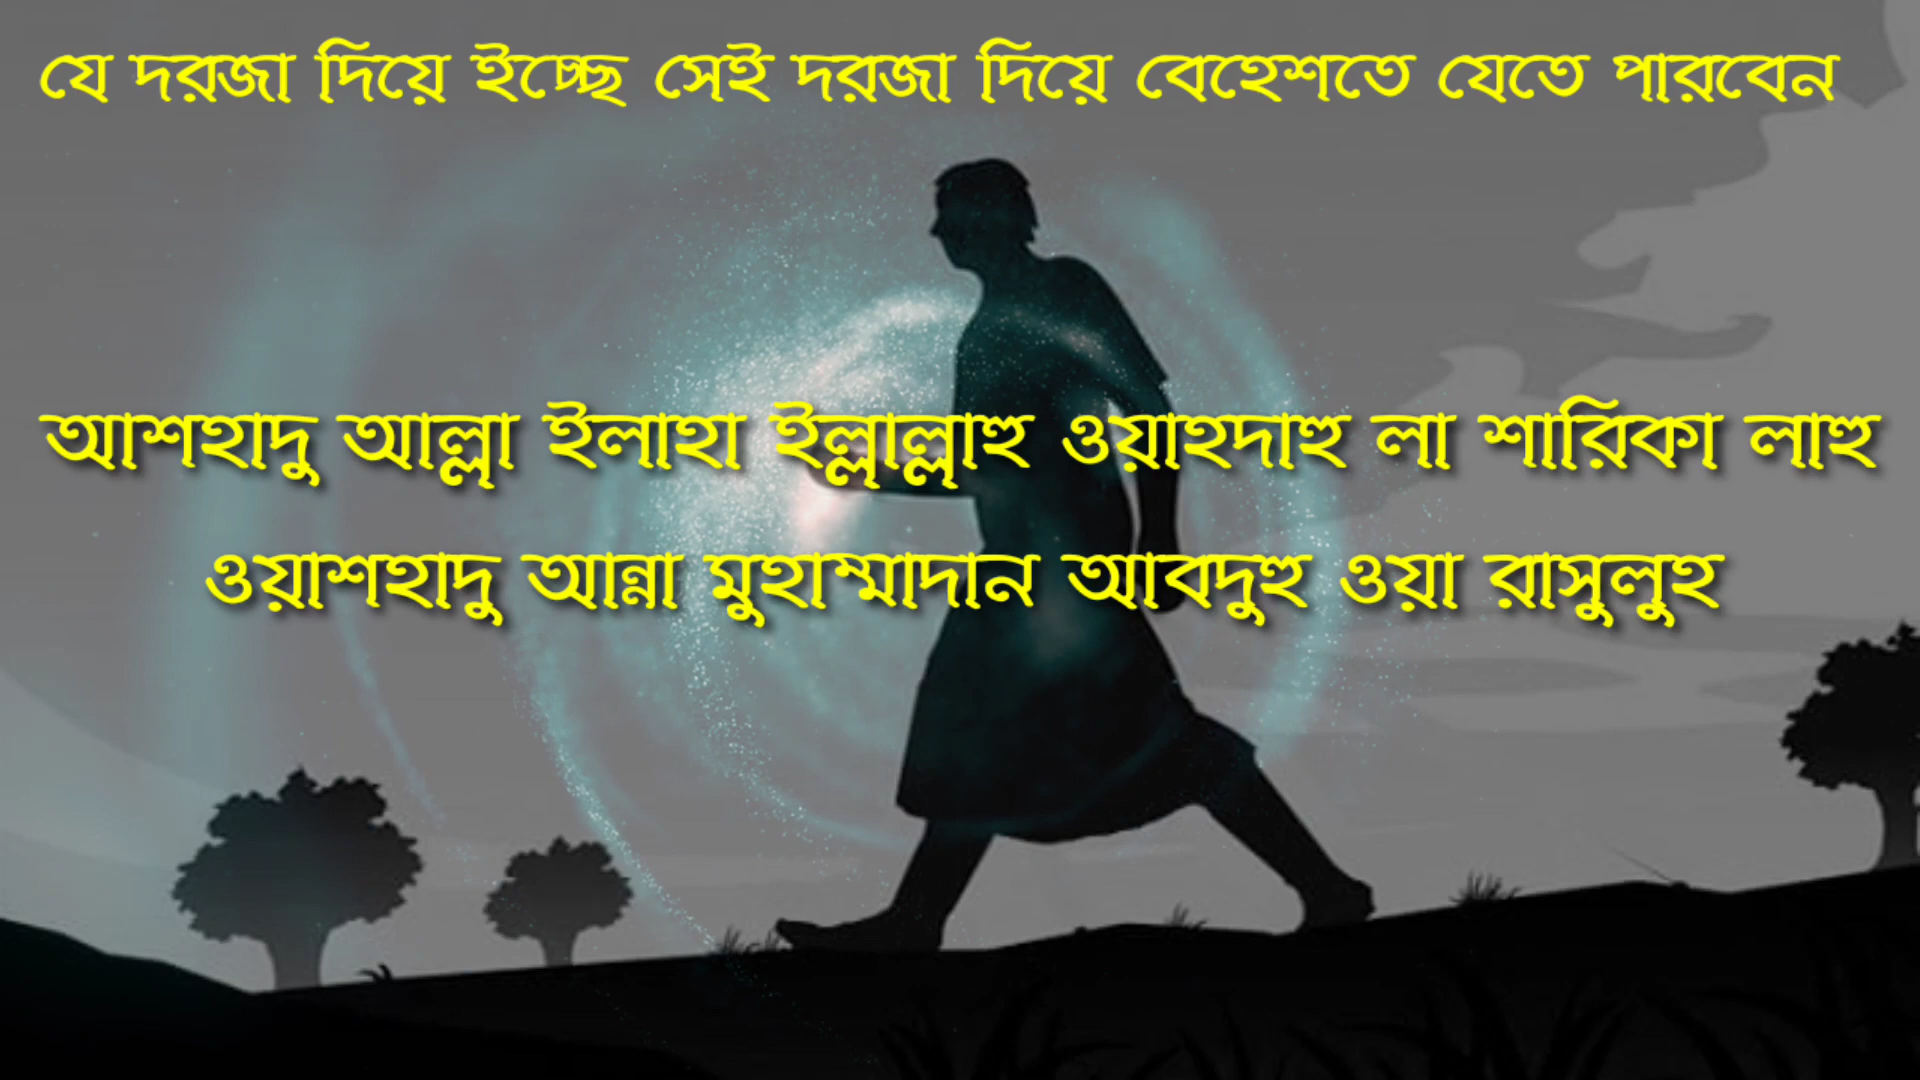 যে দরজা দিয়ে ইচ্ছে সেই দরজা দিয়ে বেহেশতে যেতে পারবেন
আশহাদু আল্লা ইলাহা ইল্লাল্লাহু ওয়াহদাহু লা শারিকা লাহু
ওয়াশহাদু আন্না মুহাম্মাদান আবদুহু ওয়া রাসুলুহ